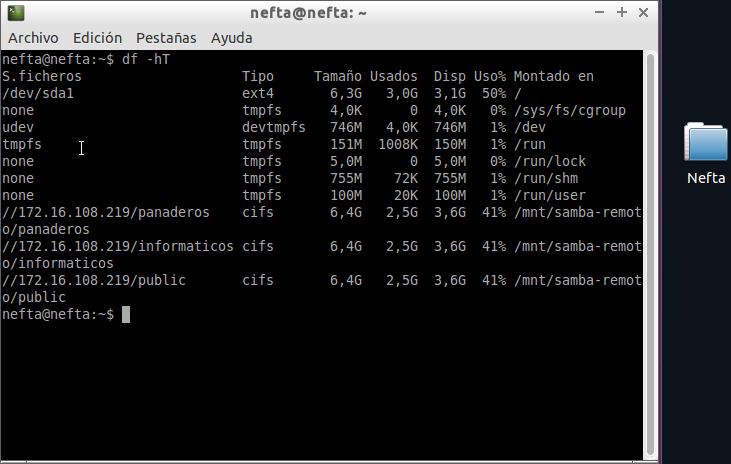 nefta@nefta: ~
Archivo Edición Pestañas Ayuda
nefta@nefta:~$ df -hT
S.ficheros Tipo Tamaño Usados Disp Uso% Montado en
/dev/sda1 ext4 6,3G 3,0G 3,1G 50% /
none tmpfs 4,0K 0 4,0K 0% /sys/fs/cgroup
udev devtmpfs 746M 4,0K 746M 1% /dev
tmpfs tmpfs 151M 1008K 150M 1% /run
none tmpfs 5,0M 0 5,0M 0% /run/lock
none tmpfs 755M 72K 755M 1% /run/shm
none tmpfs 100M 20K 100M 1% /run/user
//172.16.108.219/panaderos cifs 6,4G 2,5G 3,6G 41% /mnt/samba-remot
o/panaderos
//172.16.108.219/informaticos cifs 6,4G 2,5G 3,6G 41% /mnt/samba-remot
o/informaticos
//172.16.108.219/public cifs 6,4G 2,5G 3,6G 41% /mnt/samba-remot
o/public
nefta@nefta:~$
Nefta